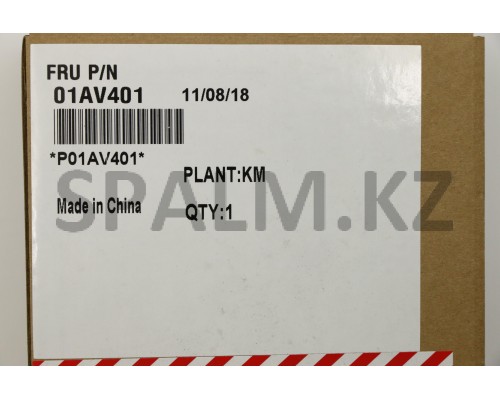 FRU P/N
01AV401 11/08/18
*P01AV401*
PLANT:KM
SPALM.KZ
Made in China
QTY:1